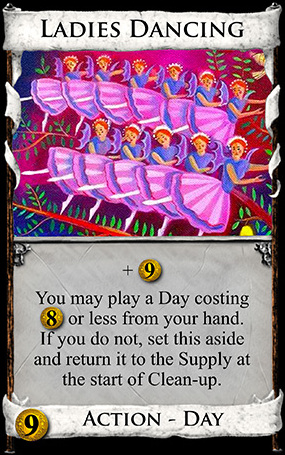 LADIES DANCING
+ 9
You may play a Day costing
8 or less from your hand.
If you do not, set this aside
and return it to the Supply at
the start of Clean-up.
9 ACTION - DAY